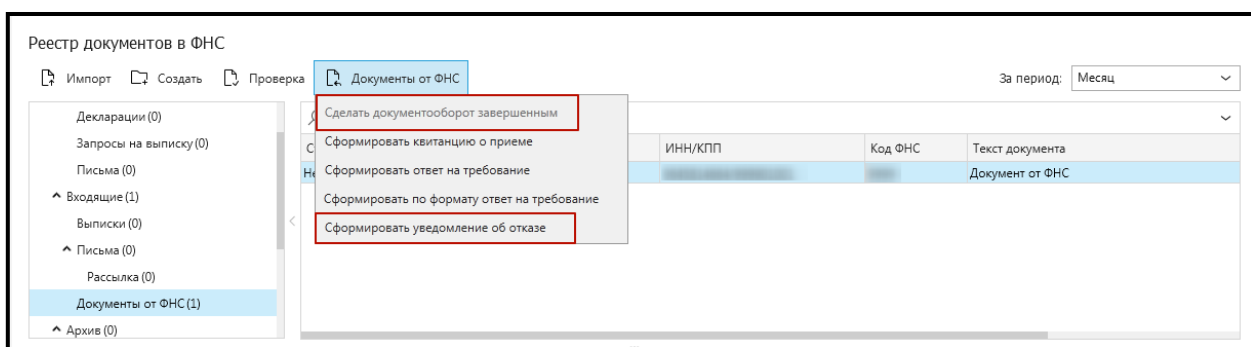 Реестр документов в ФНС
Импорт Создать Проверка Документы от ФНС За период: Месяц
Декларации (0)
Запросы на выписку (0)
Письма (0)
Входящие (1)
Выписки (0)
Письма (0)
Рассылка (0)
Документы от ФНС (1)
Архив (0)
Сделать документооборот завершенным
Сформировать квитанцию о приеме
Сформировать ответ на требование
Сформировать по формату ответ на требование
Сформировать уведомление об отказе
ИНН/КПП Код ФНС Текст документа
Документ от ФНС